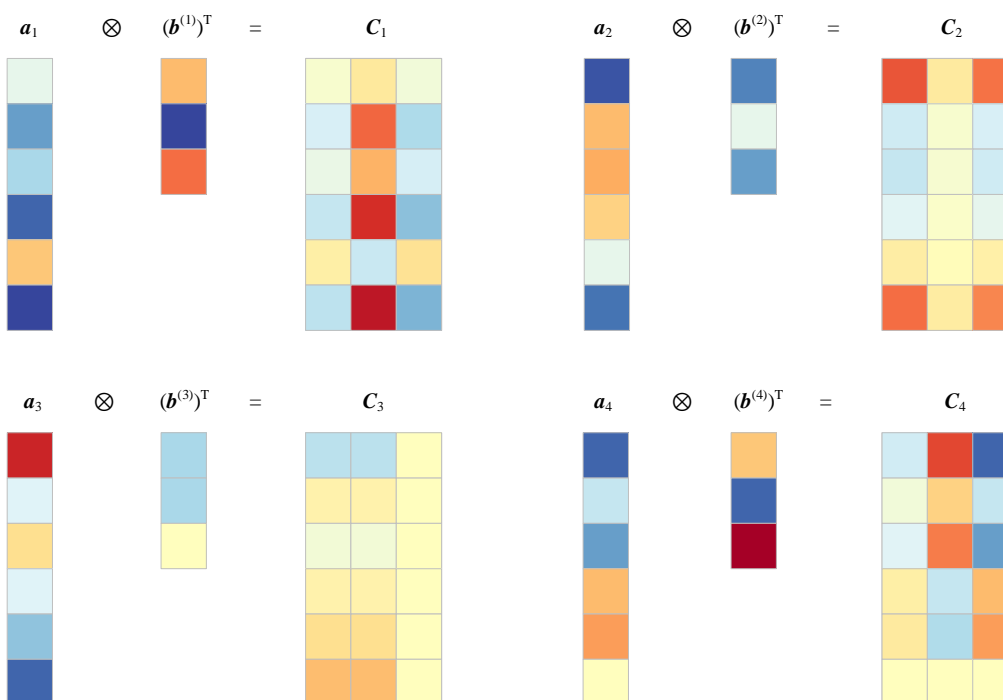 a₁ ⊗ (b⁽¹⁾)ᵀ = C₁ a₂ ⊗ (b⁽²⁾)ᵀ = C₂
a₃ ⊗ (b⁽³⁾)ᵀ = C₃ a₄ ⊗ (b⁽⁴⁾)ᵀ = C₄